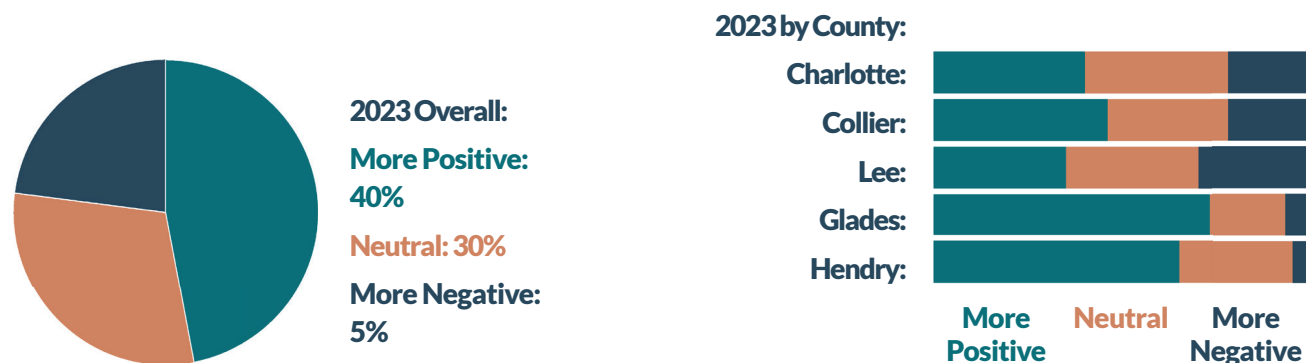 2023 Overall:
More Positive:
40%
Neutral: 30%
More Negative:
5%
2023 by County:
Charlotte:
Collier:
Lee:
Glades:
Hendry:
More
Positive
Neutral
More
Negative